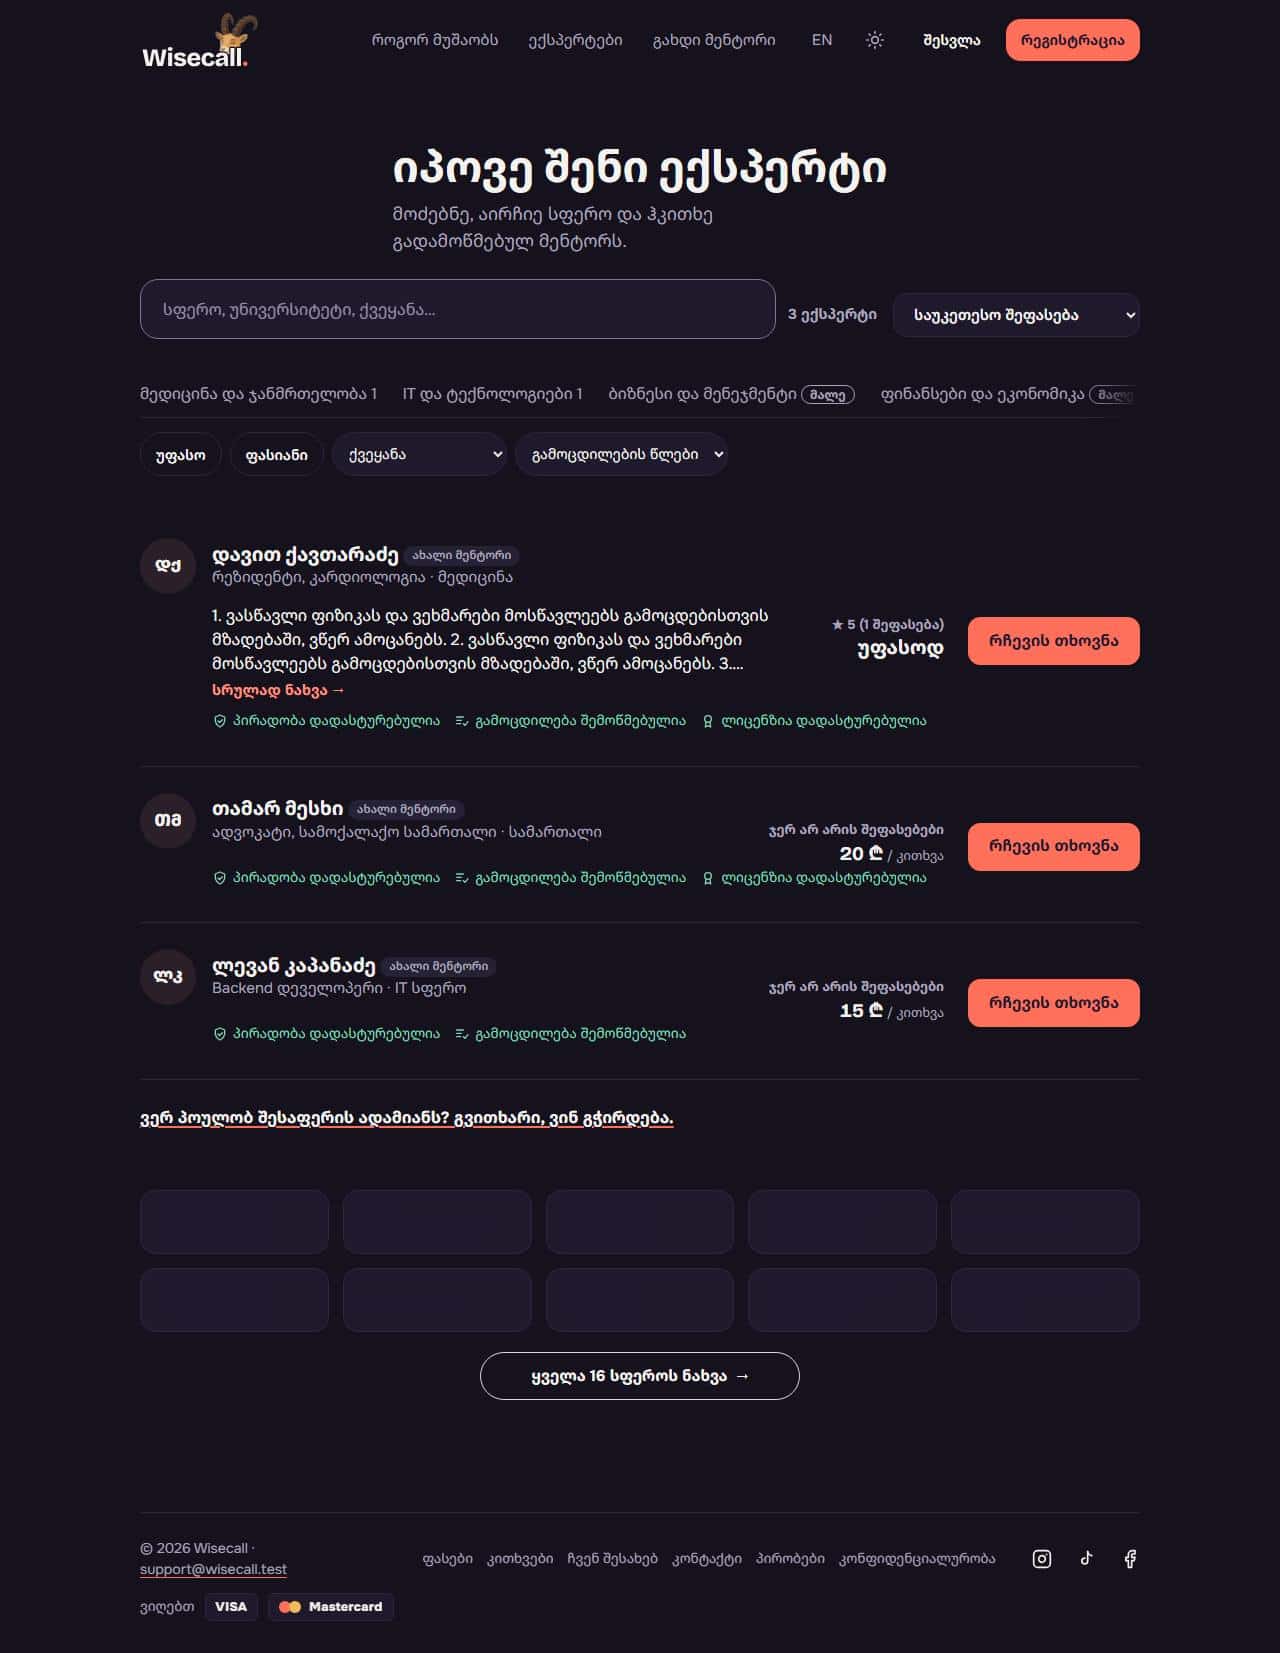 Wisecall.
როგორ მუშაობს
ექსპერტები
გახდი მენტორი
EN
შესვლა
რეგისტრაცია
იპოვე შენი ექსპერტი
მოძებნე, აირჩიე სფერო და ჰკითხე
გადამოწმებულ მენტორს.
სფერო, უნივერსიტეტი, ქვეყანა...
3 ექსპერტი
საუკეთესო შეფასება
მედიცინა და ჯანმრთელობა 1
IT და ტექნოლოგიები 1
ბიზნესი და მენეჯმენტი მალე
ფინანსები და ეკონომიკა მალე
უფასო
ფასიანი
ქვეყანა
გამოცდილების წლები
დქ
დავით ქავთარაძე ახალი მენტორი
რეზიდენტი, კარდიოლოგია · მედიცინა
1. ვასწავლი ფიზიკას და ვეხმარები მოსწავლეებს გამოცდებისთვის
მზადებაში, ვწერ ამოცანებს. 2. ვასწავლი ფიზიკას და ვეხმარები
მოსწავლეებს გამოცდებისთვის მზადებაში, ვწერ ამოცანებს. 3....
სრულად ნახვა →
★ 5 (1 შეფასება)
უფასოდ
რჩევის თხოვნა
პირადობა დადასტურებულია
გამოცდილება შემოწმებულია
ლიცენზია დადასტურებულია
თმ
თამარ მესხი ახალი მენტორი
ადვოკატი, სამოქალაქო სამართალი · სამართალი
ჯერ არ არის შეფასებები
20 ₾ / კითხვა
რჩევის თხოვნა
პირადობა დადასტურებულია
გამოცდილება შემოწმებულია
ლიცენზია დადასტურებულია
ლკ
ლევან კაპანაძე ახალი მენტორი
Backend დეველოპერი · IT სფერო
ჯერ არ არის შეფასებები
15 ₾ / კითხვა
რჩევის თხოვნა
პირადობა დადასტურებულია
გამოცდილება შემოწმებულია
ვერ პოულობ შესაფერის ადამიანს? გვითხარი, ვინ გჭირდება.
ყველა 16 სფეროს ნახვა →
© 2026 Wisecall ·
support@wisecall.test
ფასები
კითხვები
ჩვენ შესახებ
კონტაქტი
პირობები
კონფიდენციალურობა
ვიღებთ
VISA
Mastercard